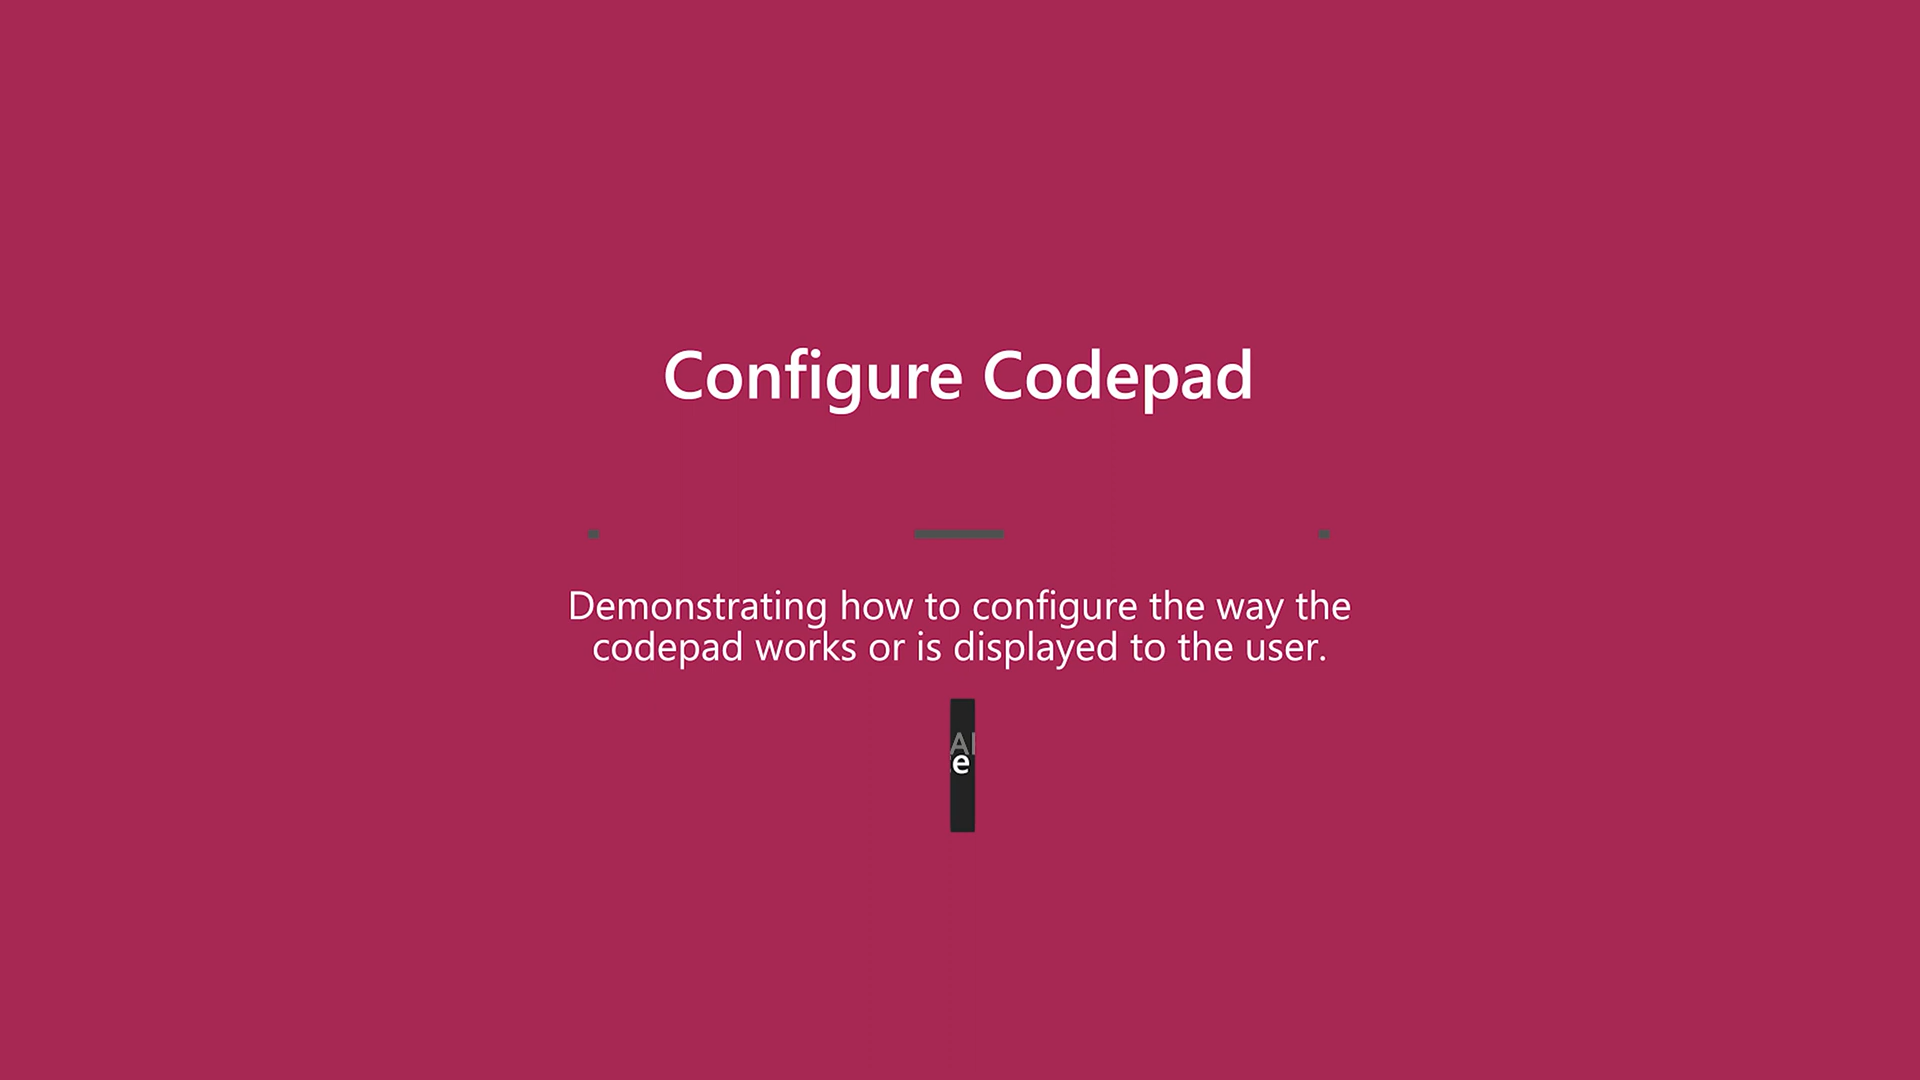 Configure Codepad
Demonstrating how to configure the way the
codepad works or is displayed to the user.